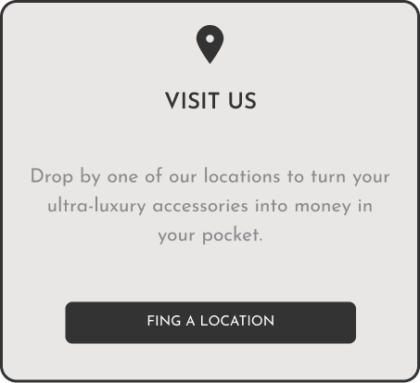 VISIT US
Drop by one of our locations to turn your
ultra-luxury accessories into money in
your pocket.
FING A LOCATION